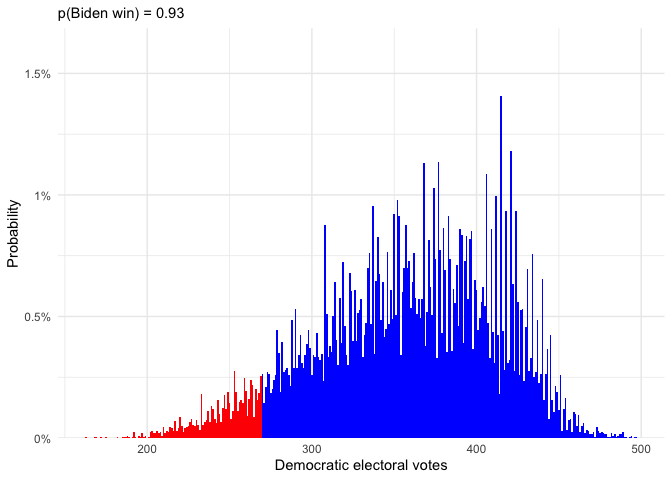 p(Biden win) = 0.93
1.5%
1%
0.5%
0%
Probability
200
300
400
500
Democratic electoral votes